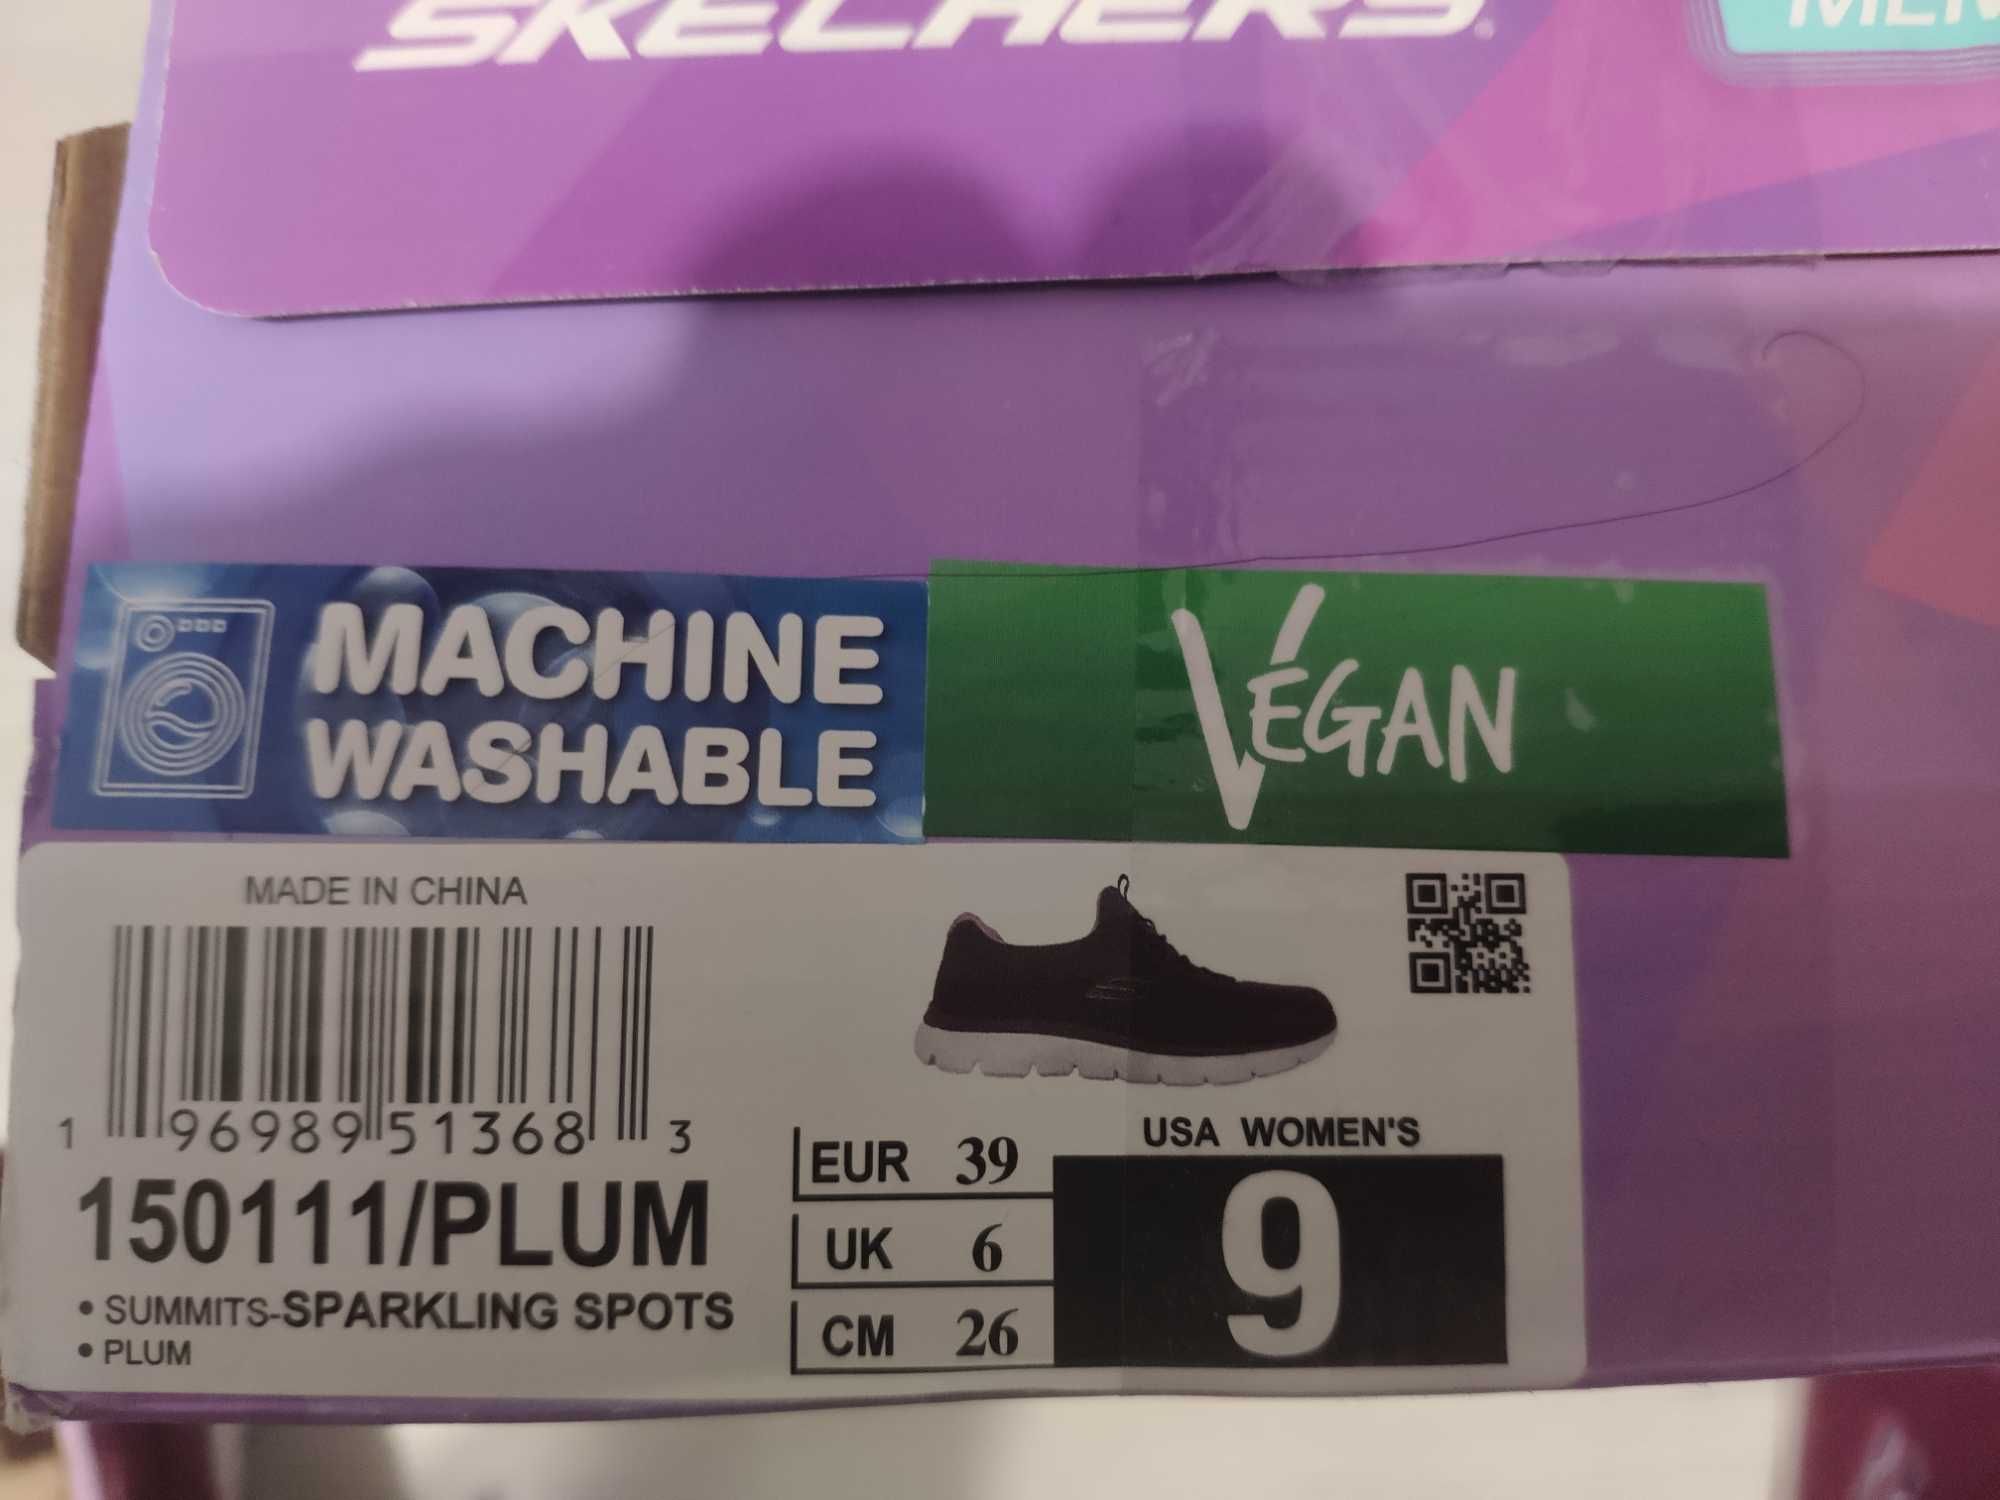 SKECHERS
MACHINE
WASHABLE
VEGAN
MADE IN CHINA
1 96989 51368 3
150111/PLUM
• SUMMITS-SPARKLING SPOTS
• PLUM
USA WOMEN'S
EUR 39
UK 6
CM 26
9